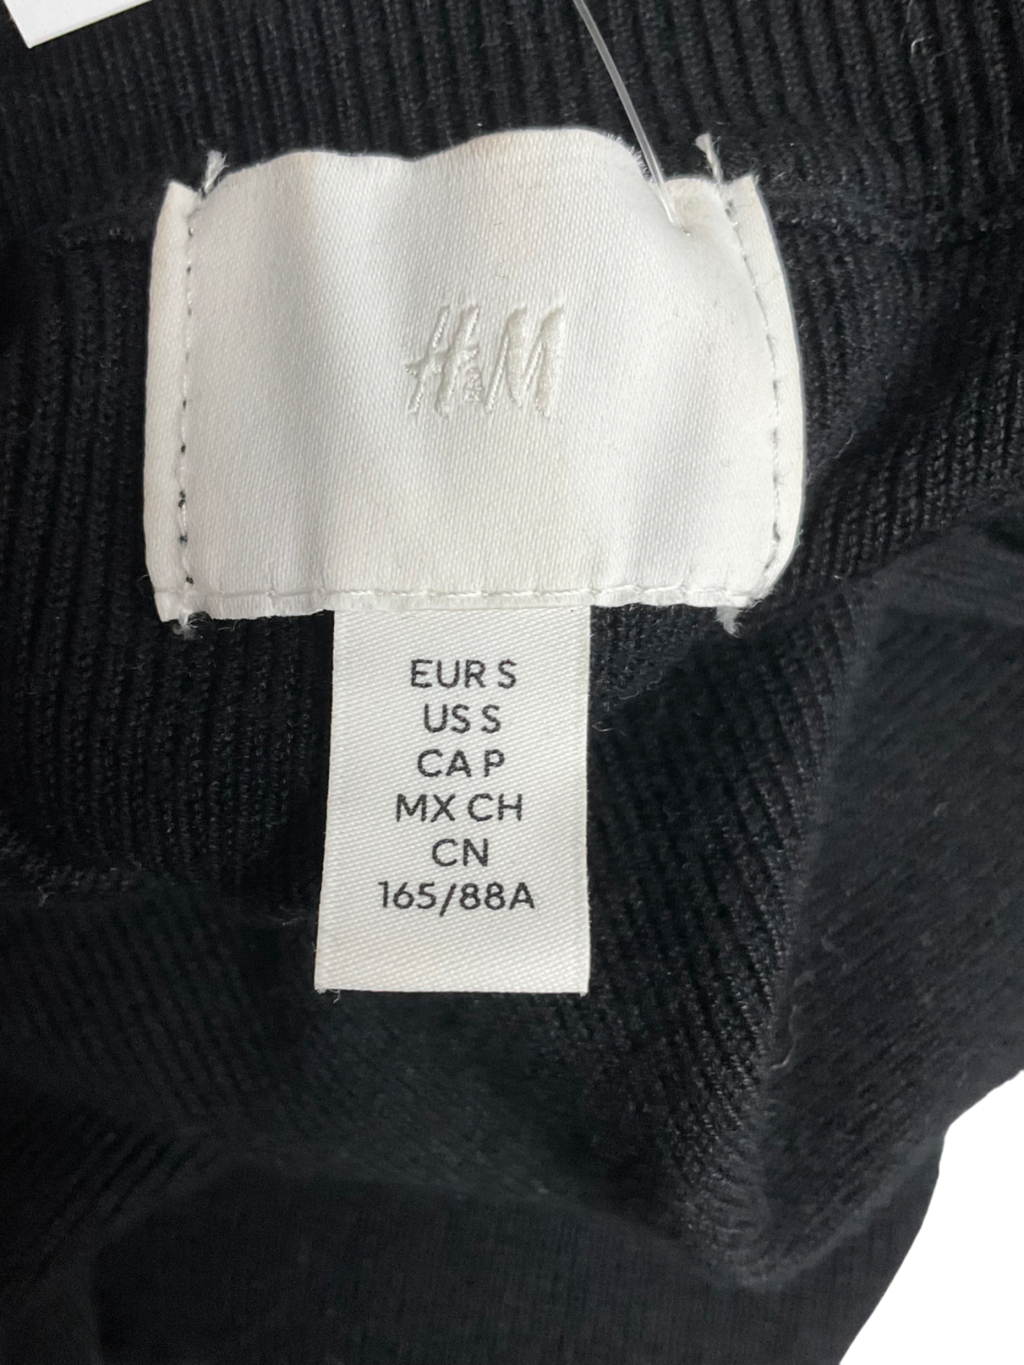 H&M
EUR S
US S
CA P
MX CH
CN
165/88A